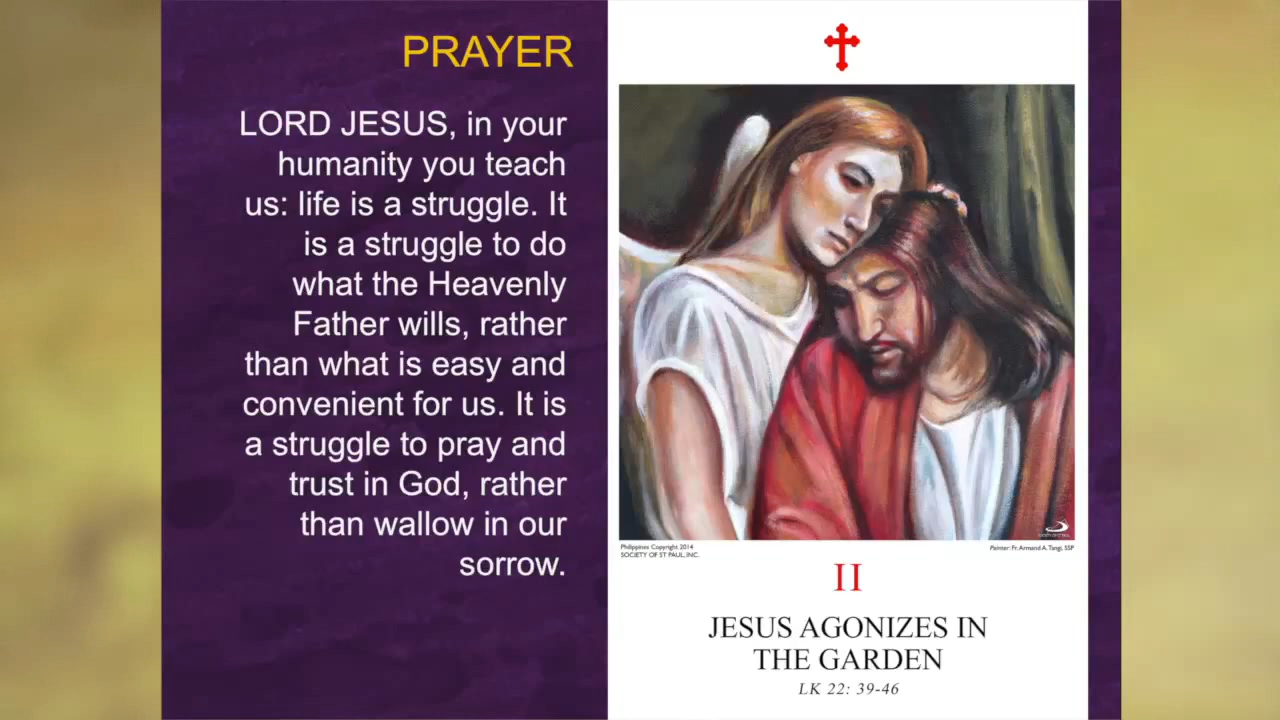 PRAYER
LORD JESUS, in your
humanity you teach
us: life is a struggle. It
is a struggle to do
what the Heavenly
Father wills, rather
than what is easy and
convenient for us. It is
a struggle to pray and
trust in God, rather
than wallow in our
sorrow.
Philippines Copyright 2014
SOCIETY OF ST PAUL, INC.
Painter: Fr. Armand A. Tangi, SSP
II
JESUS AGONIZES IN
THE GARDEN
LK 22: 39-46